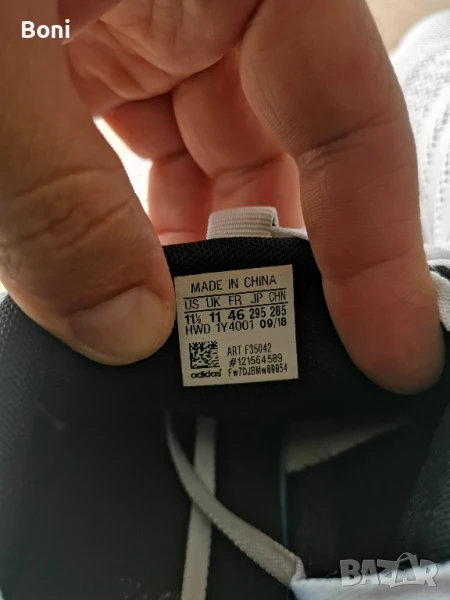 Boni
MADE IN CHINA
US UK FR JP CHN
11½ 11 46 295 285
HWD 1Y4001 09/18
ART F35042
#121564589
adidas Fw7DJBMw00054
BAZAR